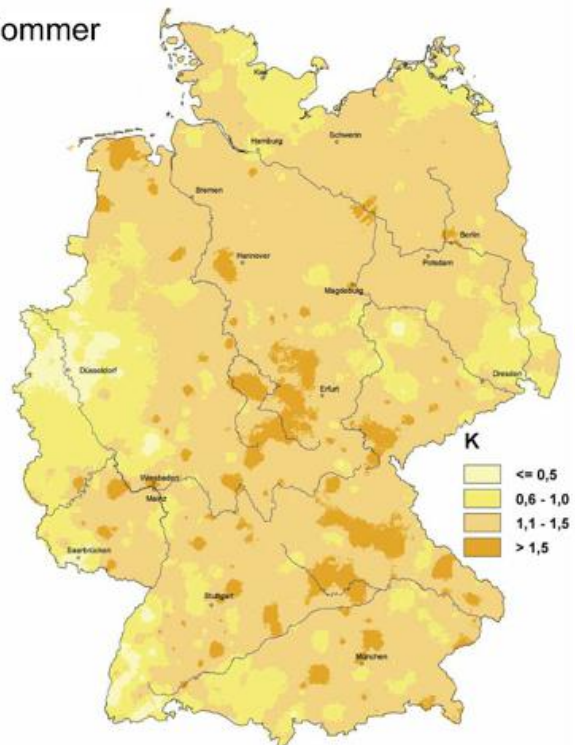 ommer
Kiel
Hamburg
Schwerin
Bremen
Berlin
Hannover
Potsdam
Magdeburg
Düsseldorf
Erfurt
Dresden
K
<= 0,5
0,6 - 1,0
1,1 - 1,5
> 1,5
Wiesbaden
Mainz
Saarbrücken
Stuttgart
München